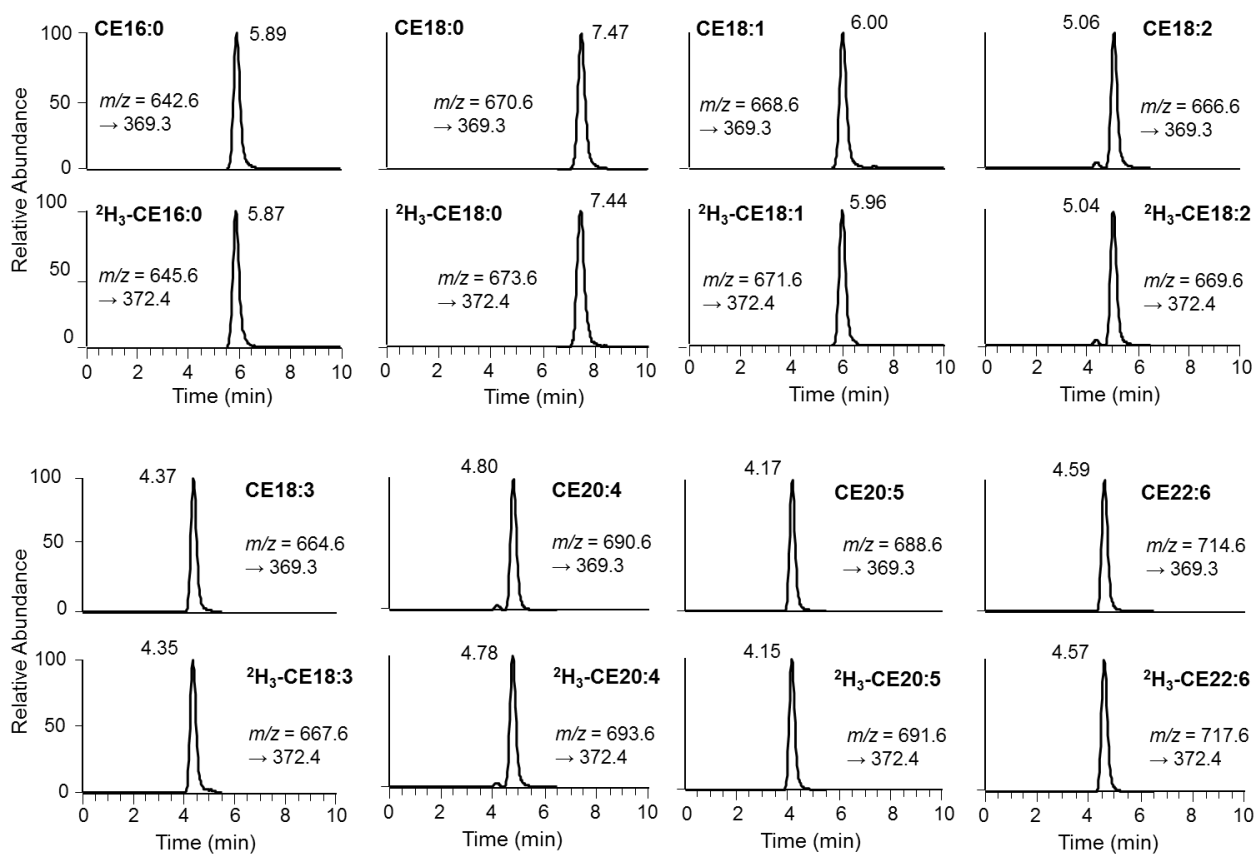 CE16:0
5.89
m/z = 642.6
→ 369.3
CE18:0
7.47
m/z = 670.6
→ 369.3
CE18:1
6.00
m/z = 668.6
→ 369.3
5.06
CE18:2
m/z = 666.6
→ 369.3
100
50
0
²H₃-CE16:0
5.87
m/z = 645.6
→ 372.4
²H₃-CE18:0
7.44
m/z = 673.6
→ 372.4
²H₃-CE18:1
5.96
m/z = 671.6
→ 372.4
5.04
²H₃-CE18:2
m/z = 669.6
→ 372.4
100
50
0
Relative Abundance
0 2 4 6 8 10
0 2 4 6 8 10
0 2 4 6 8 10
0 2 4 6 8 10
Time (min)
Time (min)
Time (min)
Time (min)
4.37
CE18:3
m/z = 664.6
→ 369.3
4.80
CE20:4
m/z = 690.6
→ 369.3
4.17
CE20:5
m/z = 688.6
→ 369.3
4.59
CE22:6
m/z = 714.6
→ 369.3
100
50
0
4.35
²H₃-CE18:3
m/z = 667.6
→ 372.4
4.78
²H₃-CE20:4
m/z = 693.6
→ 372.4
4.15
²H₃-CE20:5
m/z = 691.6
→ 372.4
4.57
²H₃-CE22:6
m/z = 717.6
→ 372.4
100
50
0
Relative Abundance
0 2 4 6 8 10
0 2 4 6 8 10
0 2 4 6 8 10
0 2 4 6 8 10
Time (min)
Time (min)
Time (min)
Time (min)